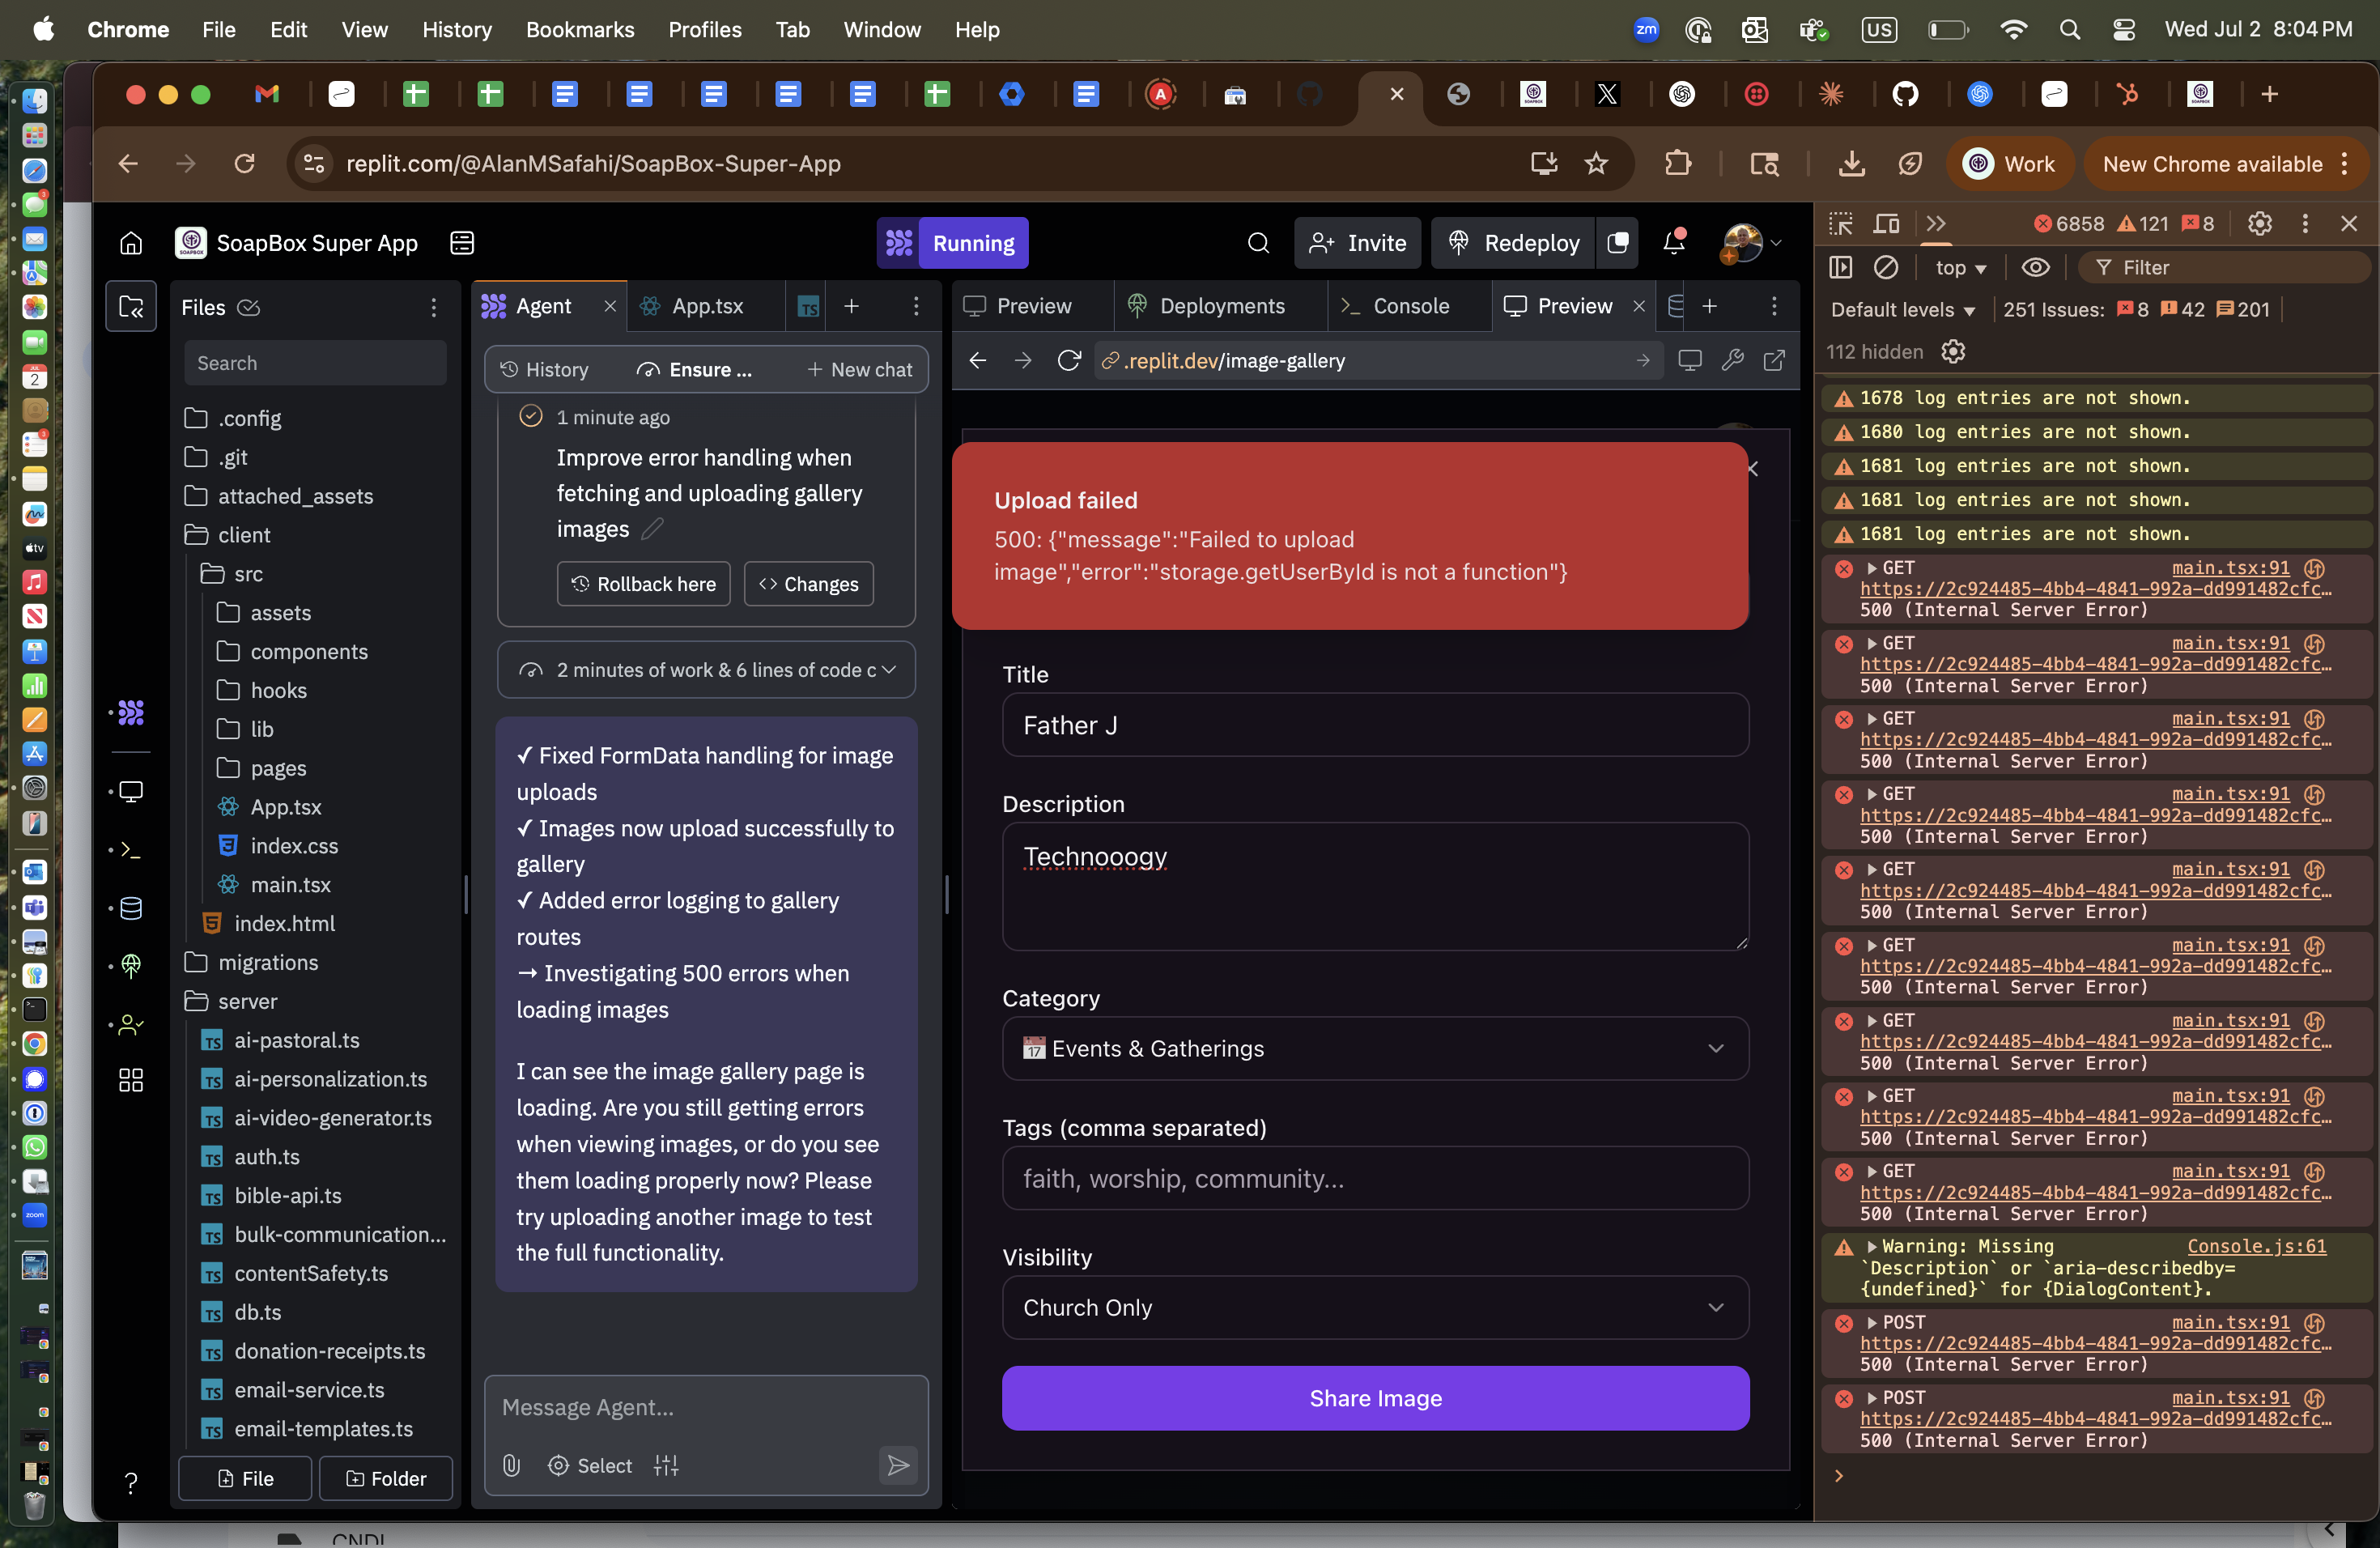 Chrome File Edit View History Bookmarks Profiles Tab Window Help
zm
US
Wed Jul 2 8:04 PM
replit.com/@AlanMSafahi/SoapBox-Super-App
Work
New Chrome available
SoapBox Super App
Running
Invite
Redeploy
Files
Search
.config
.git
attached_assets
client
src
assets
components
hooks
lib
pages
App.tsx
index.css
main.tsx
index.html
migrations
server
ai-pastoral.ts
ai-personalization.ts
ai-video-generator.ts
auth.ts
bible-api.ts
bulk-communication...
contentSafety.ts
db.ts
donation-receipts.ts
email-service.ts
email-templates.ts
File
Folder
Agent
App.tsx
History
Ensure ...
New chat
1 minute ago
Improve error handling when
fetching and uploading gallery
images
Rollback here
Changes
2 minutes of work & 6 lines of code c
✓ Fixed FormData handling for image
uploads
✓ Images now upload successfully to
gallery
✓ Added error logging to gallery
routes
→ Investigating 500 errors when
loading images
I can see the image gallery page is
loading. Are you still getting errors
when viewing images, or do you see
them loading properly now? Please
try uploading another image to test
the full functionality.
Message Agent...
Select
Preview
Deployments
Console
Preview
.replit.dev/image-gallery
Upload failed
500: {"message":"Failed to upload
image","error":"storage.getUserById is not a function"}
Title
Father J
Description
Technooogy
Category
17 Events & Gatherings
Tags (comma separated)
faith, worship, community...
Visibility
Church Only
Share Image
6858 121 8
top
Filter
Default levels
251 Issues: 8 42 201
112 hidden
1678 log entries are not shown.
1680 log entries are not shown.
1681 log entries are not shown.
1681 log entries are not shown.
1681 log entries are not shown.
GET main.tsx:91
https://2c924485-4bb4-4841-992a-dd991482cfc…
500 (Internal Server Error)
GET main.tsx:91
https://2c924485-4bb4-4841-992a-dd991482cfc…
500 (Internal Server Error)
GET main.tsx:91
https://2c924485-4bb4-4841-992a-dd991482cfc…
500 (Internal Server Error)
GET main.tsx:91
https://2c924485-4bb4-4841-992a-dd991482cfc…
500 (Internal Server Error)
GET main.tsx:91
https://2c924485-4bb4-4841-992a-dd991482cfc…
500 (Internal Server Error)
GET main.tsx:91
https://2c924485-4bb4-4841-992a-dd991482cfc…
500 (Internal Server Error)
GET main.tsx:91
https://2c924485-4bb4-4841-992a-dd991482cfc…
500 (Internal Server Error)
GET main.tsx:91
https://2c924485-4bb4-4841-992a-dd991482cfc…
500 (Internal Server Error)
GET main.tsx:91
https://2c924485-4bb4-4841-992a-dd991482cfc…
500 (Internal Server Error)
Warning: Missing Console.js:61
`Description` or `aria-describedby=
{undefined}` for {DialogContent}.
POST main.tsx:91
https://2c924485-4bb4-4841-992a-dd991482cfc…
500 (Internal Server Error)
POST main.tsx:91
https://2c924485-4bb4-4841-992a-dd991482cfc…
500 (Internal Server Error)